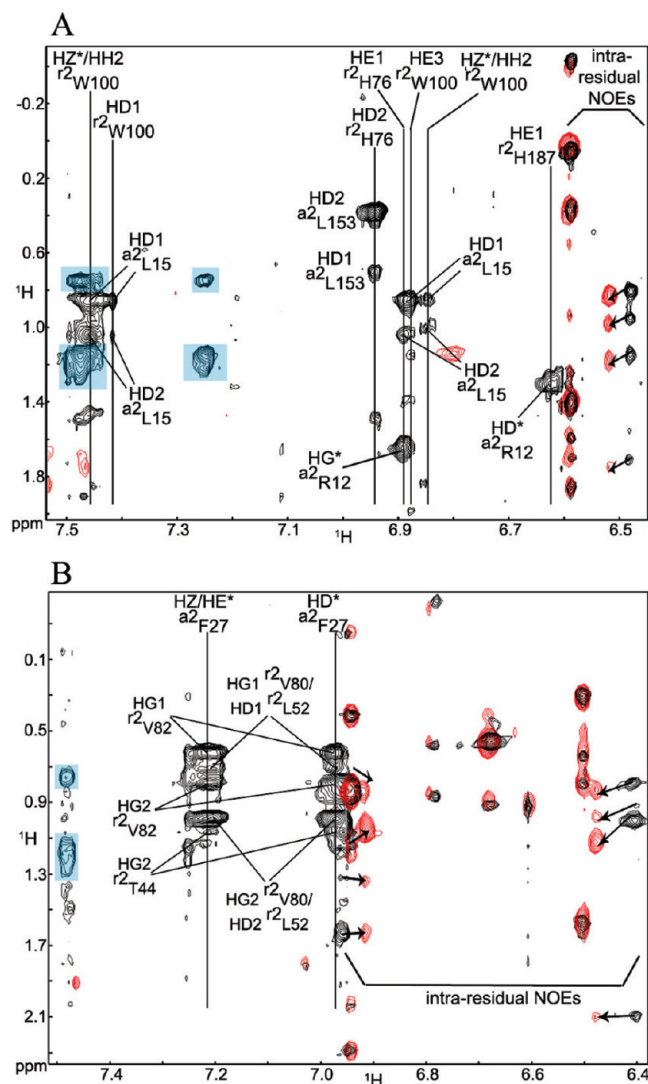 A
HZ*/HH2
r2W100
HD1
r2W100
HE1
r2H76
HD2
r2H76
HE3
r2W100
HZ*/HH2
r2W100
intra-
residual
NOEs
HE1
r2H187
-0.2
0.2
0.6
1H
1.0
1.4
1.8
ppm
HD2
a2L153
HD1
a2L153
HD1
a2L15
HD1
a2L15
HD2
a2L15
HD2
a2L15
HD*
a2R12
HG*
a2R12
7.5
7.3
7.1
1H
6.9
6.7
6.5
B
HZ/HE*
a2F27
HD*
a2F27
HG1 r2V80/
HD1 r2L52
HG1
r2V82
HG2
r2V82
HG2
r2T44
HG2 r2V80/
HD2 r2L52
0.1
0.5
0.9
1H
1.3
1.7
2.1
ppm
intra-residual NOEs
7.4
7.2
7.0
1H
6.8
6.6
6.4